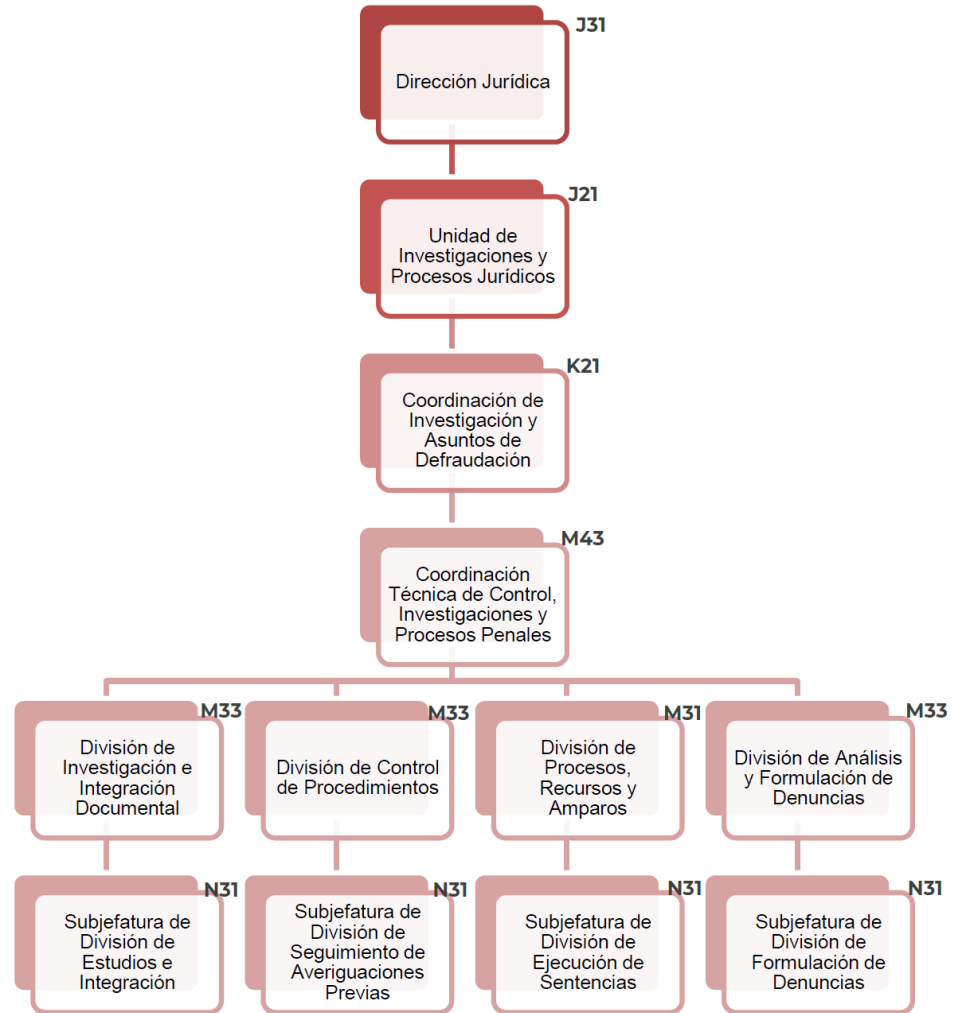 J31
Dirección Jurídica
J21
Unidad de
Investigaciones y
Procesos Jurídicos
K21
Coordinación de
Investigación y
Asuntos de
Defraudación
M43
Coordinación
Técnica de Control,
Investigaciones y
Procesos Penales
M33
División de
Investigación e
Integración
Documental
M33
División de Control
de Procedimientos
M31
División de
Procesos,
Recursos y
Amparos
M33
División de Análisis
y Formulación de
Denuncias
N31
Subjefatura de
División de
Estudios e
Integración
N31
Subjefatura de
División de
Seguimiento de
Averiguaciones
Previas
N31
Subjefatura de
División de
Ejecución de
Sentencias
N31
Subjefatura de
División de
Formulación de
Denuncias